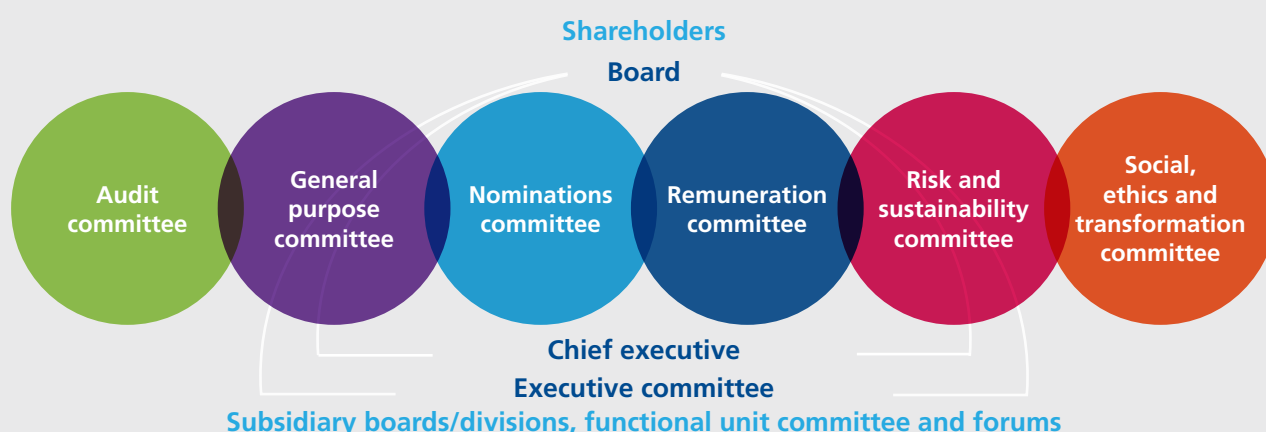 Shareholders
Board
Audit
committee
General
purpose
committee
Nominations
committee
Remuneration
committee
Risk and
sustainability
committee
Social,
ethics and
transformation
committee
Chief executive
Executive committee
Subsidiary boards/divisions, functional unit committee and forums